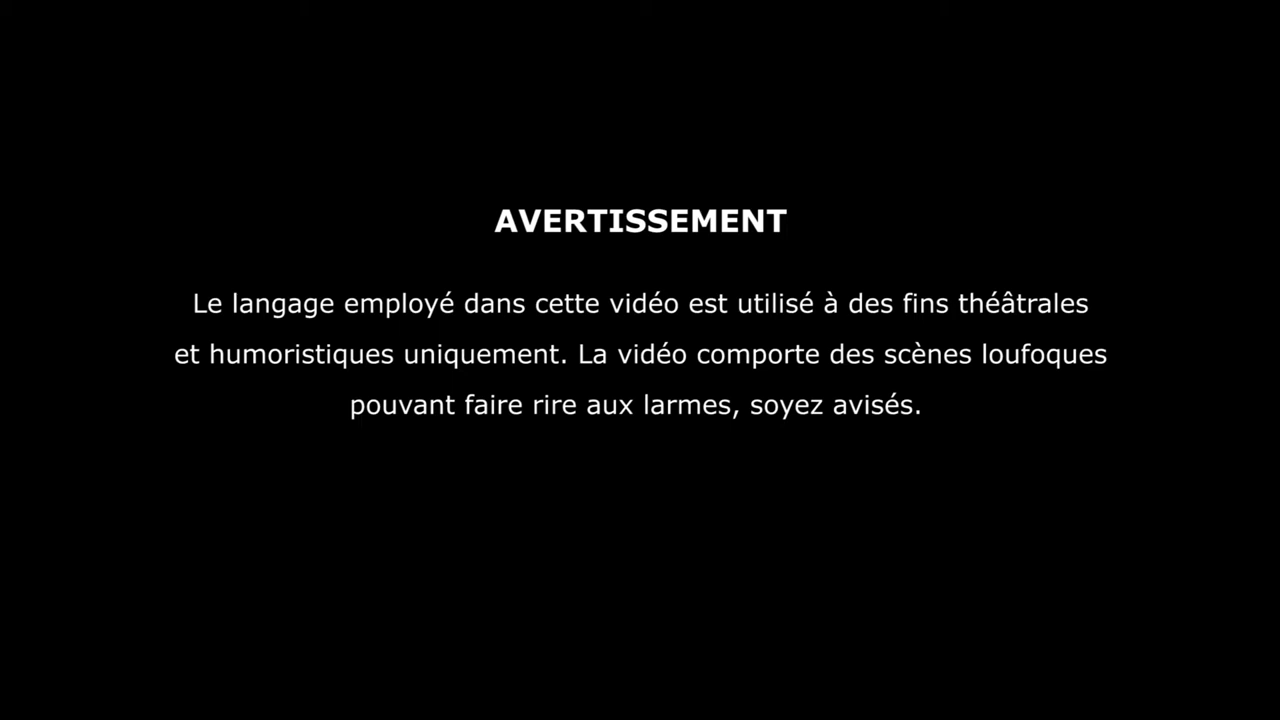 AVERTISSEMENT
Le langage employé dans cette vidéo est utilisé à des fins théâtrales
et humoristiques uniquement. La vidéo comporte des scènes loufoques
pouvant faire rire aux larmes, soyez avisés.